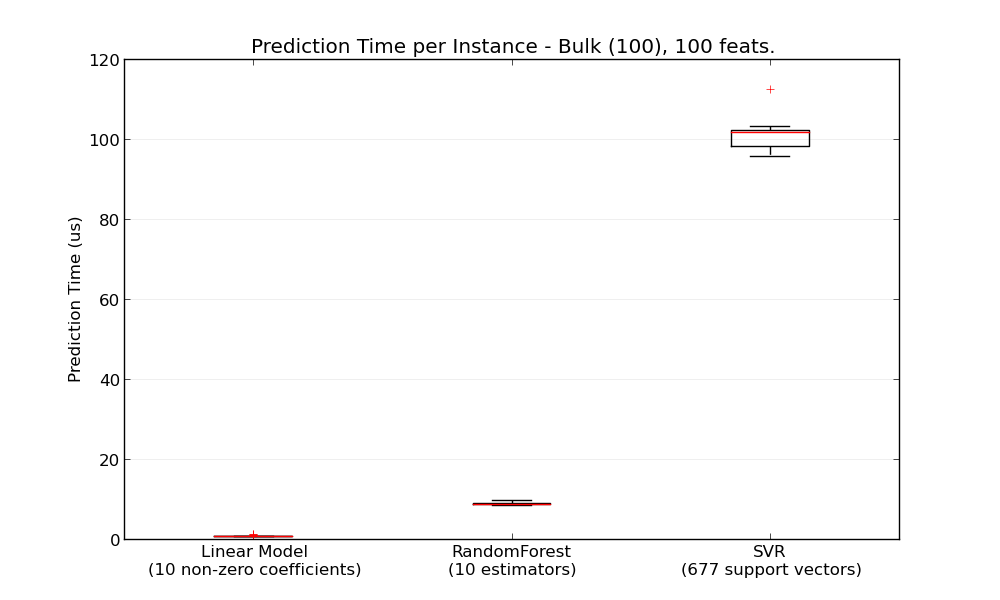 Prediction Time per Instance - Bulk (100), 100 feats.
120
100
80
60
40
20
0
Prediction Time (us)
Linear Model
(10 non-zero coefficients)
RandomForest
(10 estimators)
SVR
(677 support vectors)